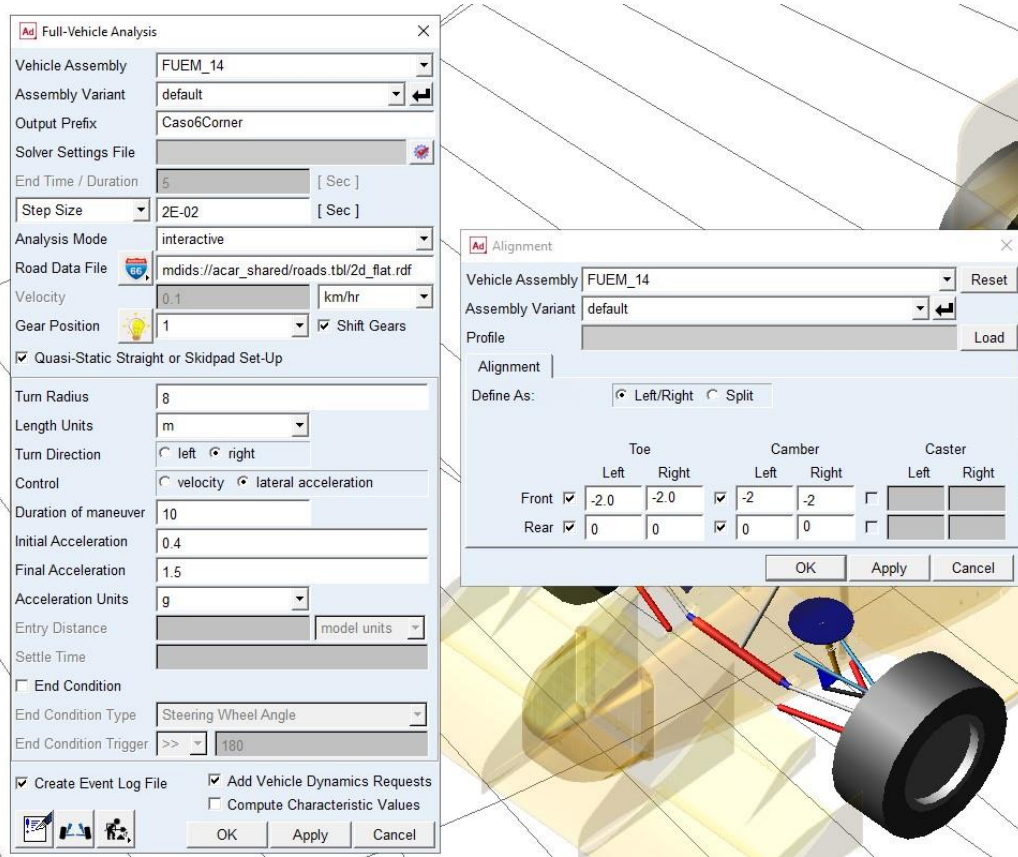 Ad Full-Vehicle Analysis
Vehicle Assembly FUEM_14
Assembly Variant default
Output Prefix Caso6Corner
Solver Settings File
End Time / Duration 5 [ Sec ]
Step Size 2E-02 [ Sec ]
Analysis Mode interactive
Road Data File 66 mdids://acar_shared/roads.tbl/2d_flat.rdf
Velocity 0.1 km/hr
Gear Position 1 Shift Gears
Quasi-Static Straight or Skidpad Set-Up
Turn Radius 8
Length Units m
Turn Direction left right
Control velocity lateral acceleration
Duration of maneuver 10
Initial Acceleration 0.4
Final Acceleration 1.5
Acceleration Units g
Entry Distance model units
Settle Time
End Condition
End Condition Type Steering Wheel Angle
End Condition Trigger >> 180
Create Event Log File Add Vehicle Dynamics Requests
Compute Characteristic Values
OK Apply Cancel
Ad Alignment
Vehicle Assembly FUEM_14 Reset
Assembly Variant default
Profile Load
Alignment
Define As: Left/Right Split
Toe Camber Caster
Left Right Left Right Left Right
Front -2.0 -2.0 -2 -2
Rear 0 0 0 0
OK Apply Cancel